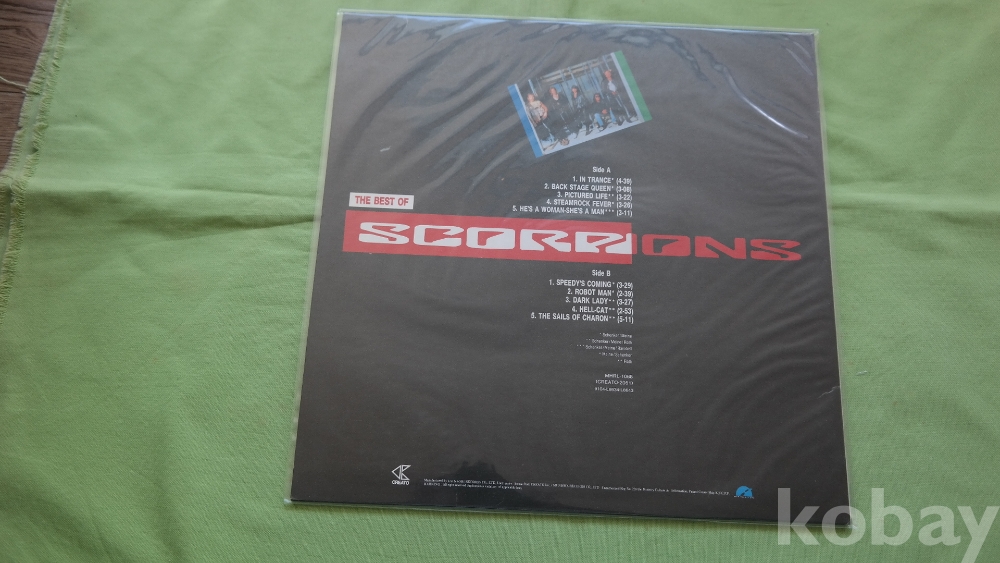 Side A
1. IN TRANCE* (4-39)
2. BACK STAGE QUEEN* (3-08)
3. PICTURED LIFE** (3-22)
4. STEAMROCK FEVER* (3-26)
5. HE'S A WOMAN-SHE'S A MAN*** (3-11)
THE BEST OF
SCORPIONS
Side B
1. SPEEDY'S COMING* (3-29)
2. ROBOT MAN* (2-39)
3. DARK LADY** (3-27)
4. HELL-CAT** (2-53)
5. THE SAILS OF CHARON** (5-11)
CREATO
kobay